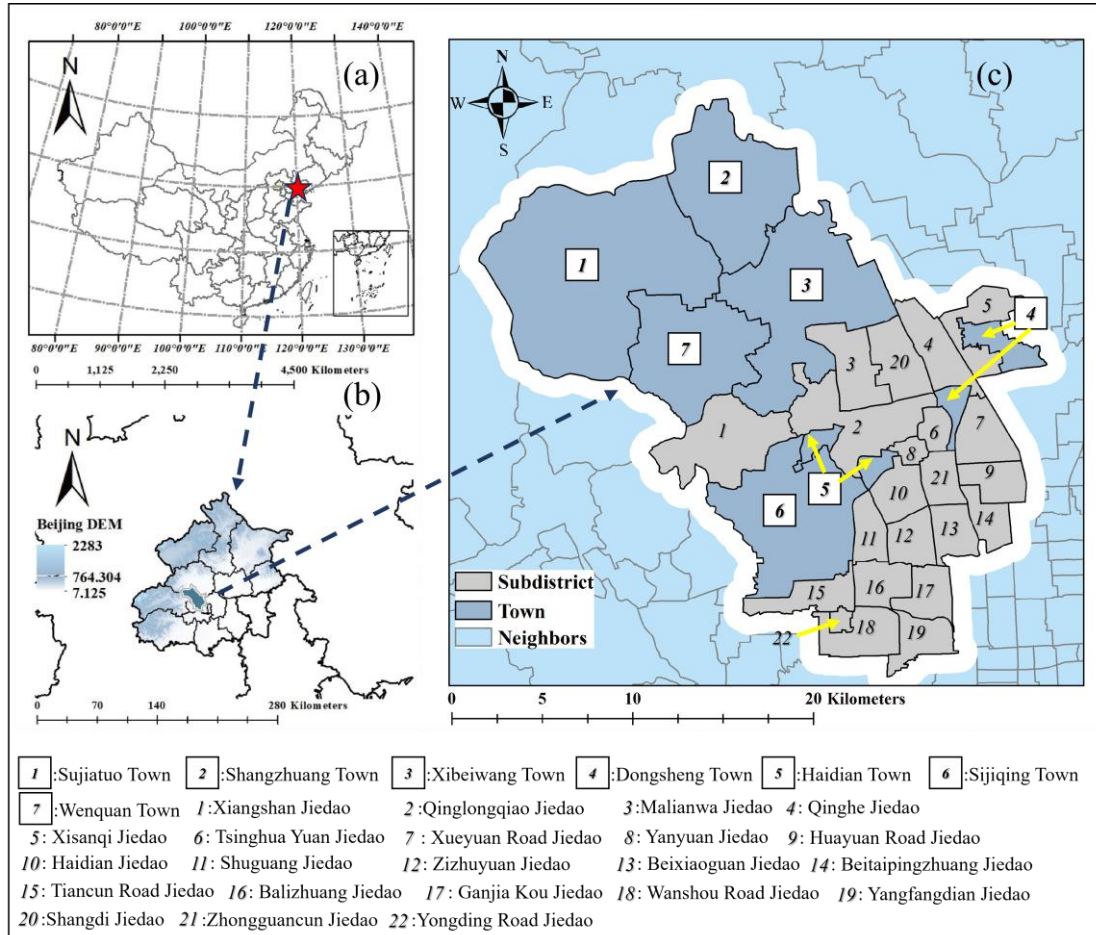 80°0'0"E 100°0'0"E 120°0'0"E 140°0'0"E
(a)
N
80°0'0"E 90°0'0"E 100°0'0"E 110°0'0"E 120°0'0"E 130°0'0"E
0 1,125 2,250 4,500 Kilometers
(b)
N
Beijing DEM
2283
764.304
7.125
0 70 140 280 Kilometers
(c)
N
W E
S
2
1
3
5
4
7
3
20
4
1
2
6
7
8
5
9
6
10
21
11
12
13
14
15
16
17
22
18
19
Subdistrict
Town
Neighbors
0 5 10 20 Kilometers
1 :Sujiatuo Town 2 :Shangzhuang Town 3 :Xibeiwang Town 4 :Dongsheng Town 5 :Haidian Town 6 :Sijiqing Town
7 :Wenquan Town 1:Xiangshan Jiedao 2:Qinglongqiao Jiedao 3:Malianwa Jiedao 4: Qinghe Jiedao
5: Xisanqi Jiedao 6: Tsinghua Yuan Jiedao 7: Xueyuan Road Jiedao 8: Yanyuan Jiedao 9: Huayuan Road Jiedao
10: Haidian Jiedao 11: Shuguang Jiedao 12: Zizhuyuan Jiedao 13: Beixiaoguan Jiedao 14: Beitaipingzhuang Jiedao
15: Tiancun Road Jiedao 16: Balizhuang Jiedao 17: Ganjia Kou Jiedao 18: Wanshou Road Jiedao 19: Yangfangdian Jiedao
20:Shangdi Jiedao 21:Zhongguancun Jiedao 22:Yongding Road Jiedao